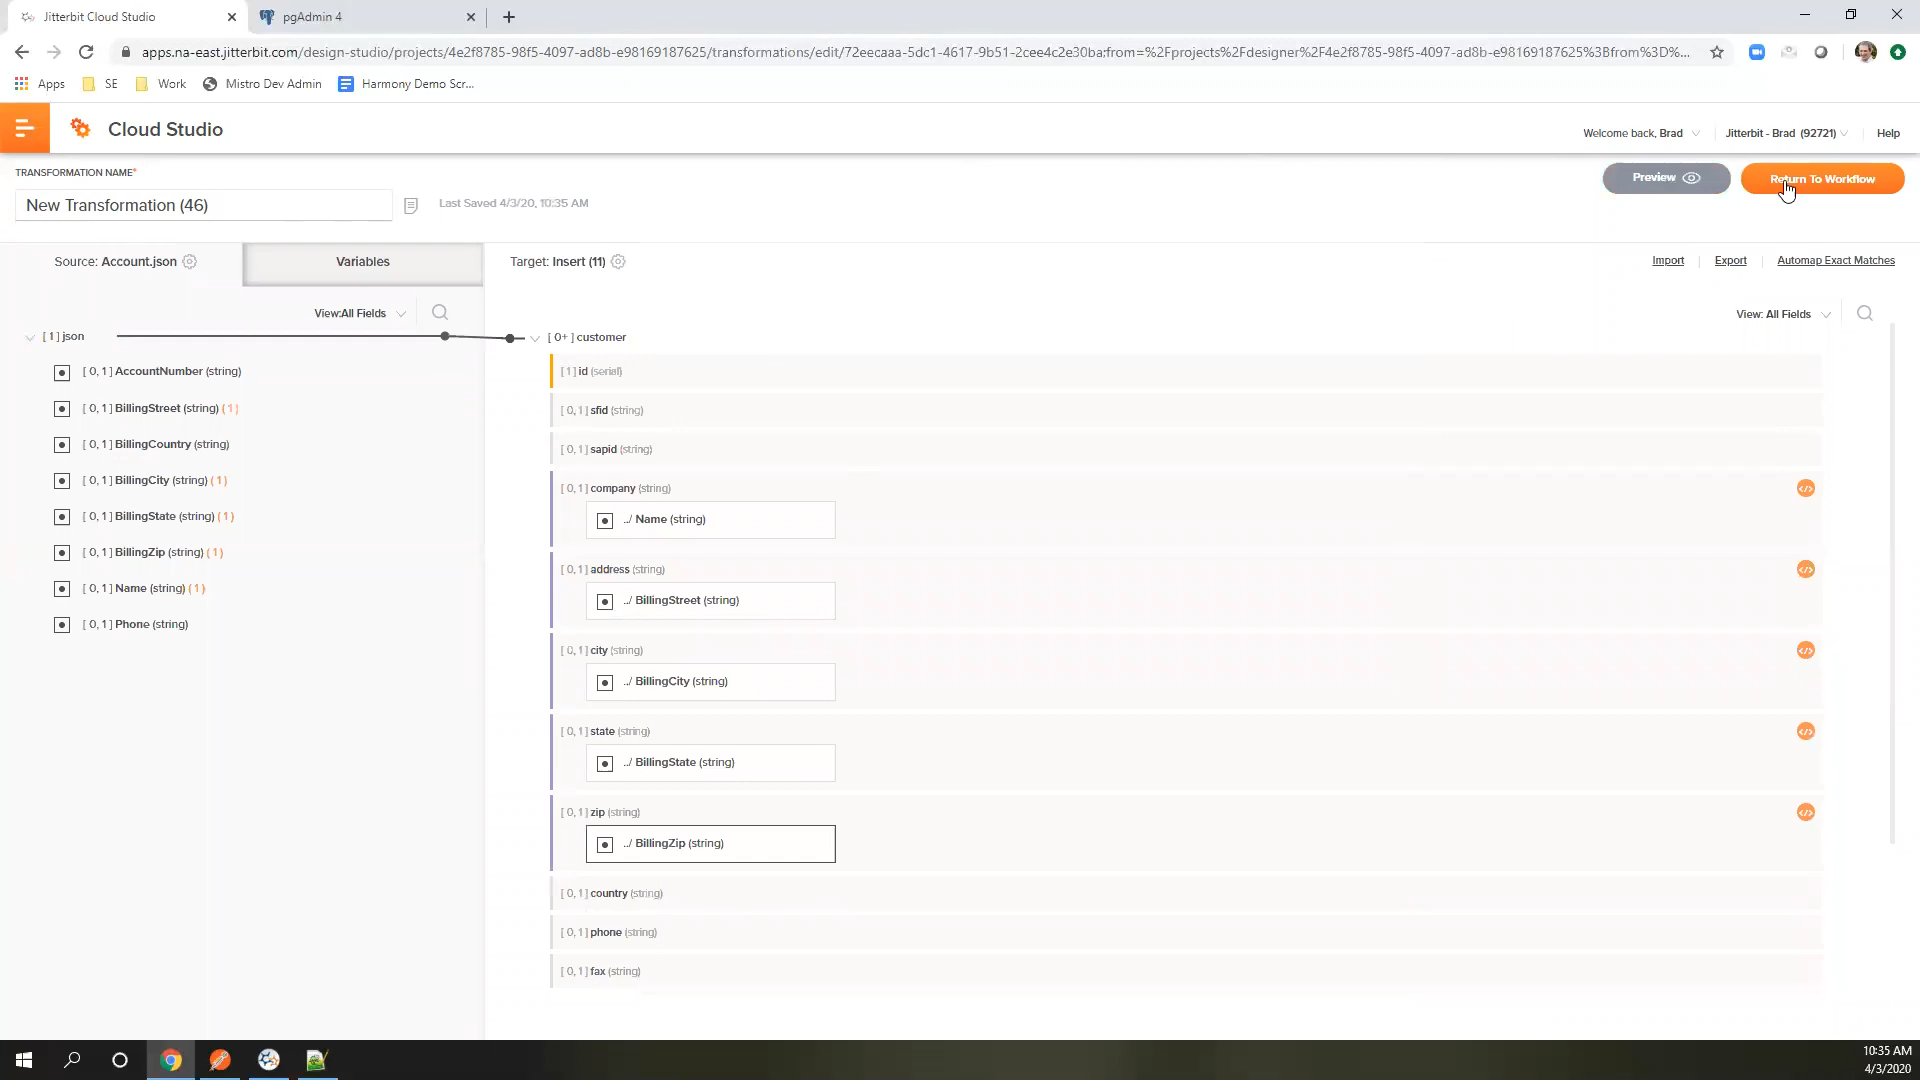 Jitterbit Cloud Studio
pgAdmin 4
apps.na-east.jitterbit.com/design-studio/projects/4e2f8785-98f5-4097-ad8b-e98169187625/transformations/edit/72eecaaa-5dc1-4617-9b51-2cee4c2e30ba;from=%2Fprojects%2Fdesigner%2F4e2f8785-98f5-4097-ad8b-e98169187625%3Bfrom%3D%...
Apps SE Work Mistro Dev Admin Harmony Demo Scr...
Cloud Studio
Welcome back, Brad
Jitterbit - Brad (92721)
Help
TRANSFORMATION NAME*
New Transformation (46)
Last Saved 4/3/20, 10:35 AM
Preview
Return To Workflow
Source: Account.json
Variables
Target: Insert (11)
Import
Export
Automap Exact Matches
View:All Fields
View: All Fields
[ 1 ] json
[ 0, 1 ] AccountNumber (string)
[ 0, 1 ] BillingStreet (string) ( 1 )
[ 0, 1 ] BillingCountry (string)
[ 0, 1 ] BillingCity (string) ( 1 )
[ 0, 1 ] BillingState (string) ( 1 )
[ 0, 1 ] BillingZip (string) ( 1 )
[ 0, 1 ] Name (string) ( 1 )
[ 0, 1 ] Phone (string)
[ 0+ ] customer
[ 1 ] id (serial)
[ 0, 1 ] sfid (string)
[ 0, 1 ] sapid (string)
[ 0, 1 ] company (string)
../ Name (string)
[ 0, 1 ] address (string)
../ BillingStreet (string)
[ 0, 1 ] city (string)
../ BillingCity (string)
[ 0, 1 ] state (string)
../ BillingState (string)
[ 0, 1 ] zip (string)
../ BillingZip (string)
[ 0, 1 ] country (string)
[ 0, 1 ] phone (string)
[ 0, 1 ] fax (string)
10:35 AM
4/3/2020